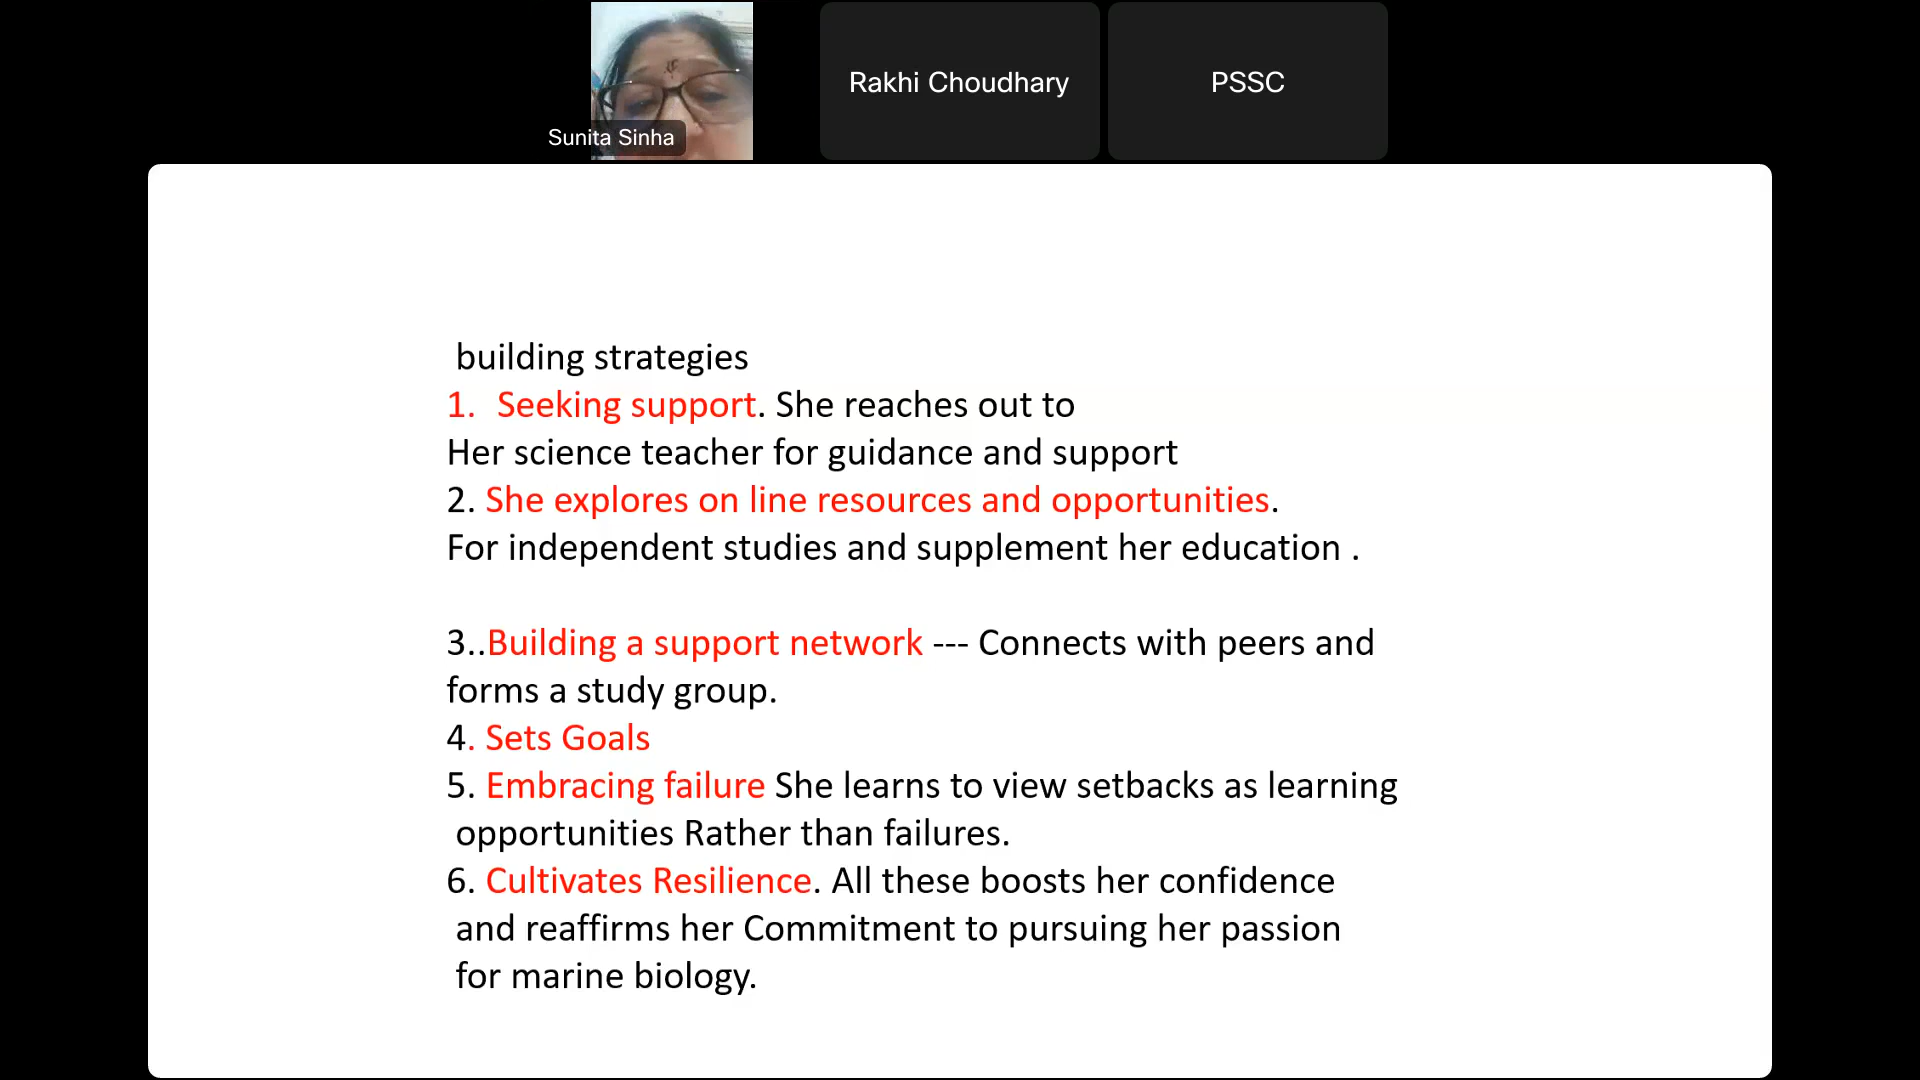 Sunita Sinha
Rakhi Choudhary
PSSC
building strategies
1. Seeking support. She reaches out to
Her science teacher for guidance and support
2. She explores on line resources and opportunities.
For independent studies and supplement her education .
3..Building a support network --- Connects with peers and
forms a study group.
4. Sets Goals
5. Embracing failure She learns to view setbacks as learning
opportunities Rather than failures.
6. Cultivates Resilience. All these boosts her confidence
and reaffirms her Commitment to pursuing her passion
for marine biology.